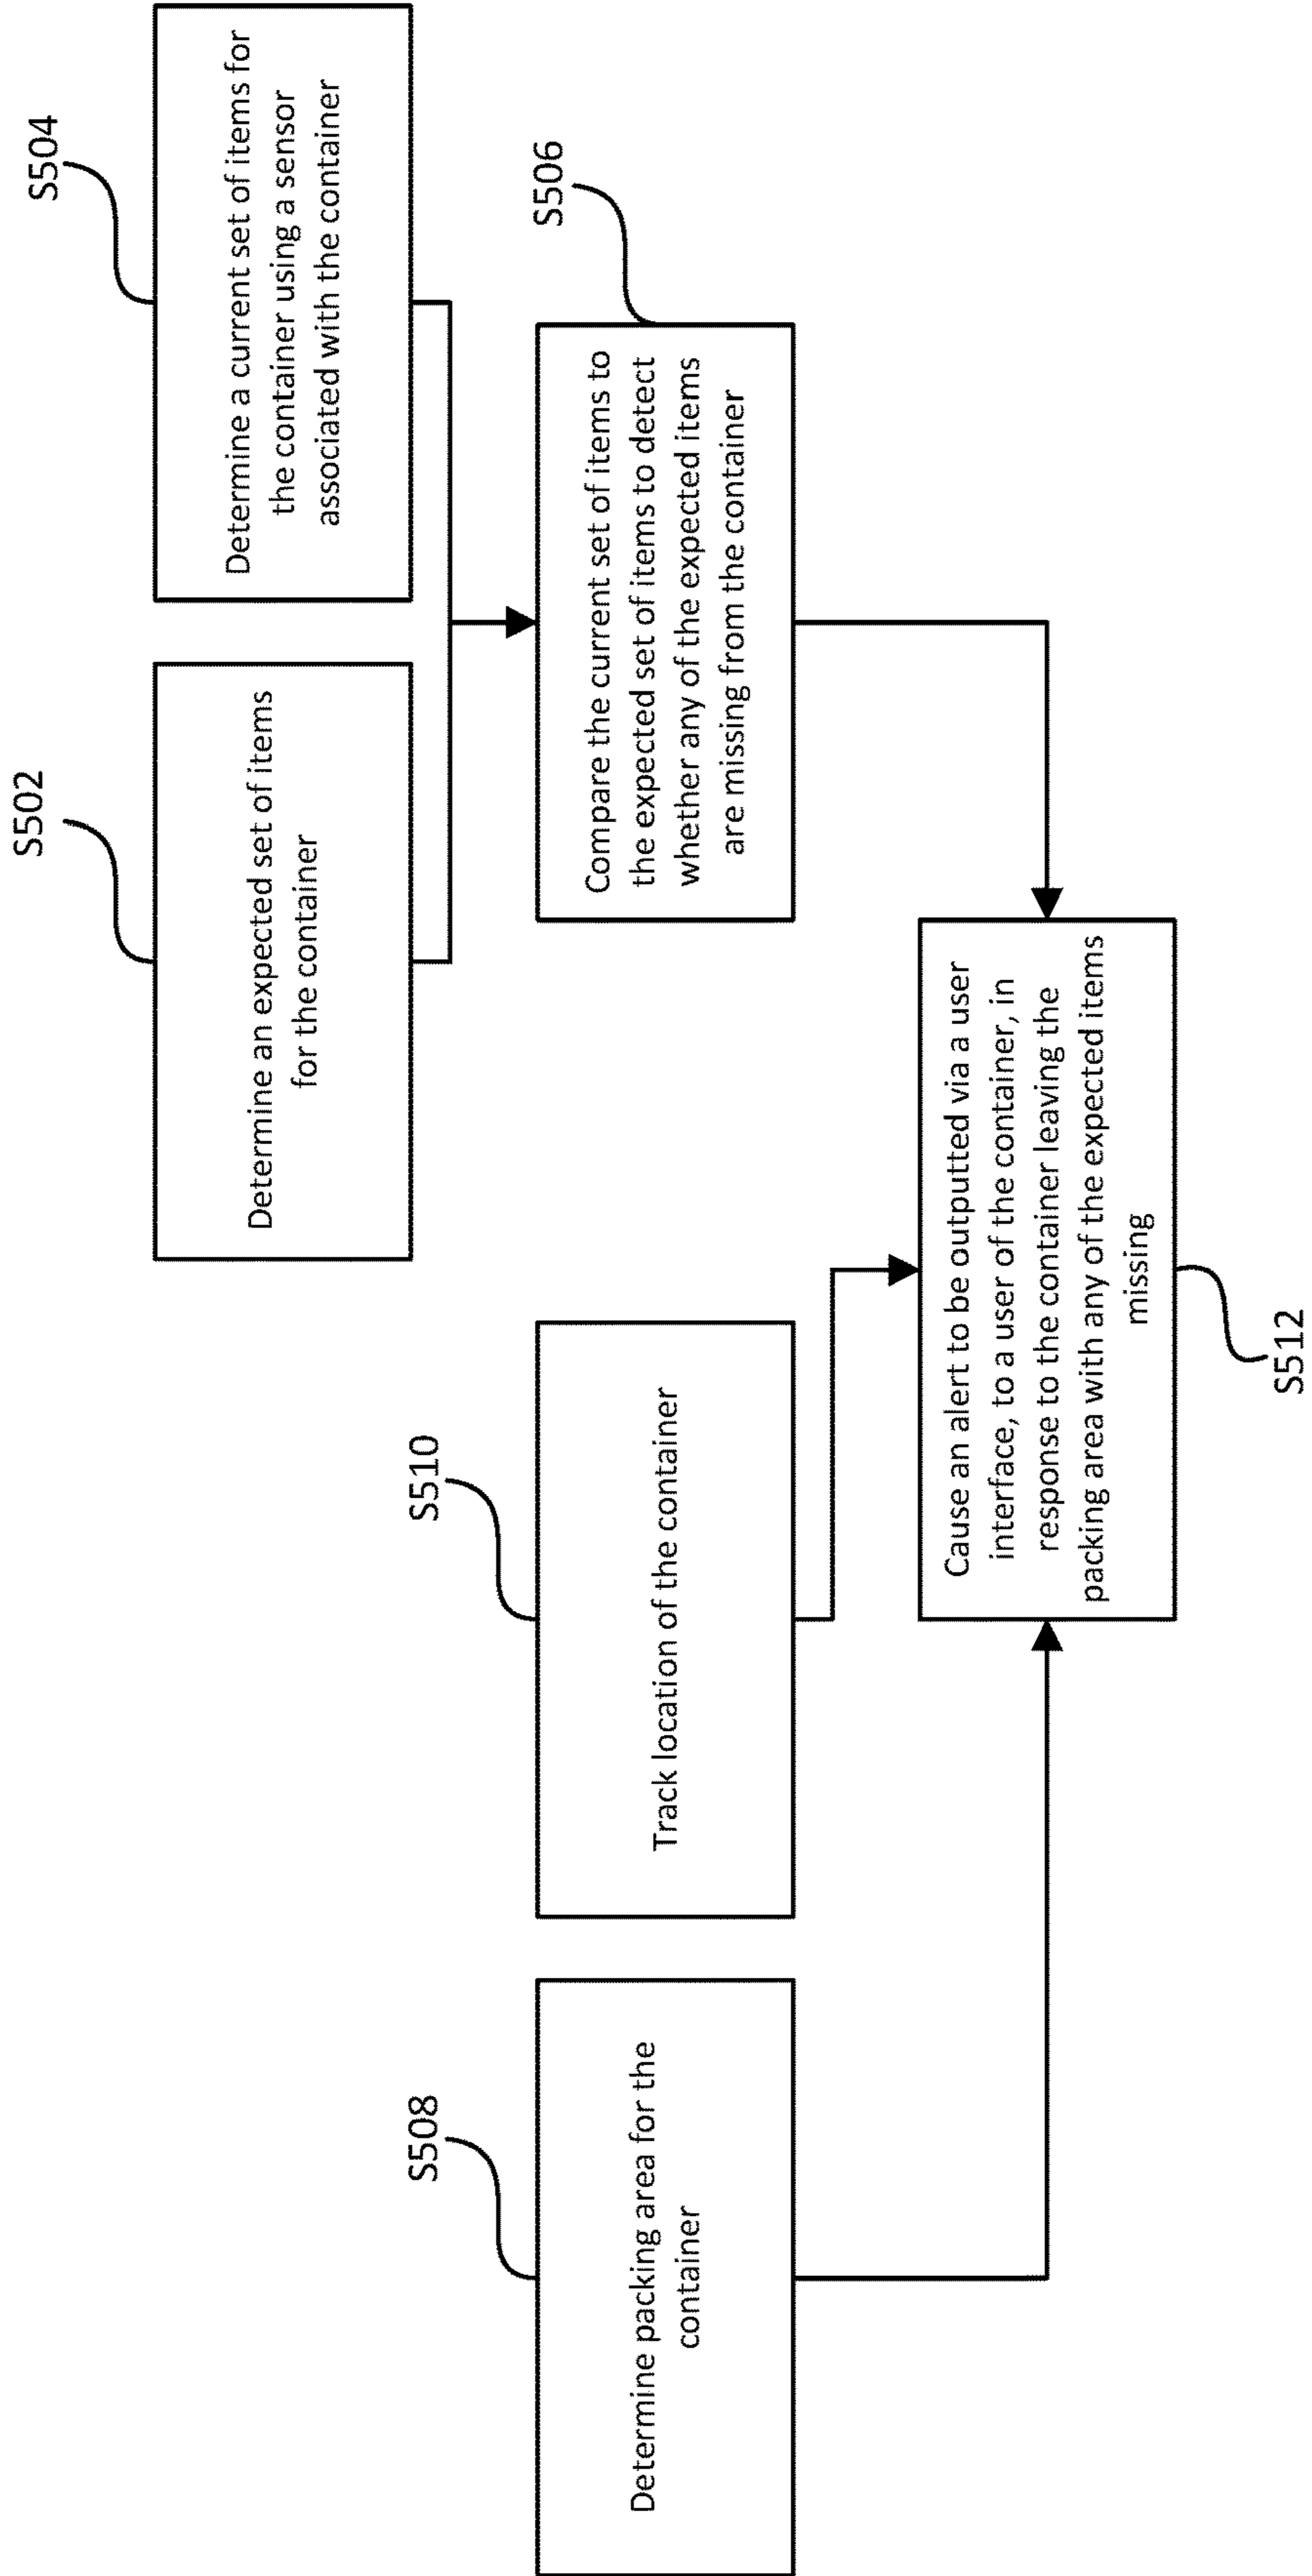 S502
S504
Determine an expected set of items
for the container
Determine a current set of items for
the container using a sensor
associated with the container
S508
S510
S506
Determine packing area for the
container
Track location of the container
Compare the current set of items to
the expected set of items to detect
whether any of the expected items
are missing from the container
Cause an alert to be outputted via a user
interface, to a user of the container, in
response to the container leaving the
packing area with any of the expected items
missing
S512